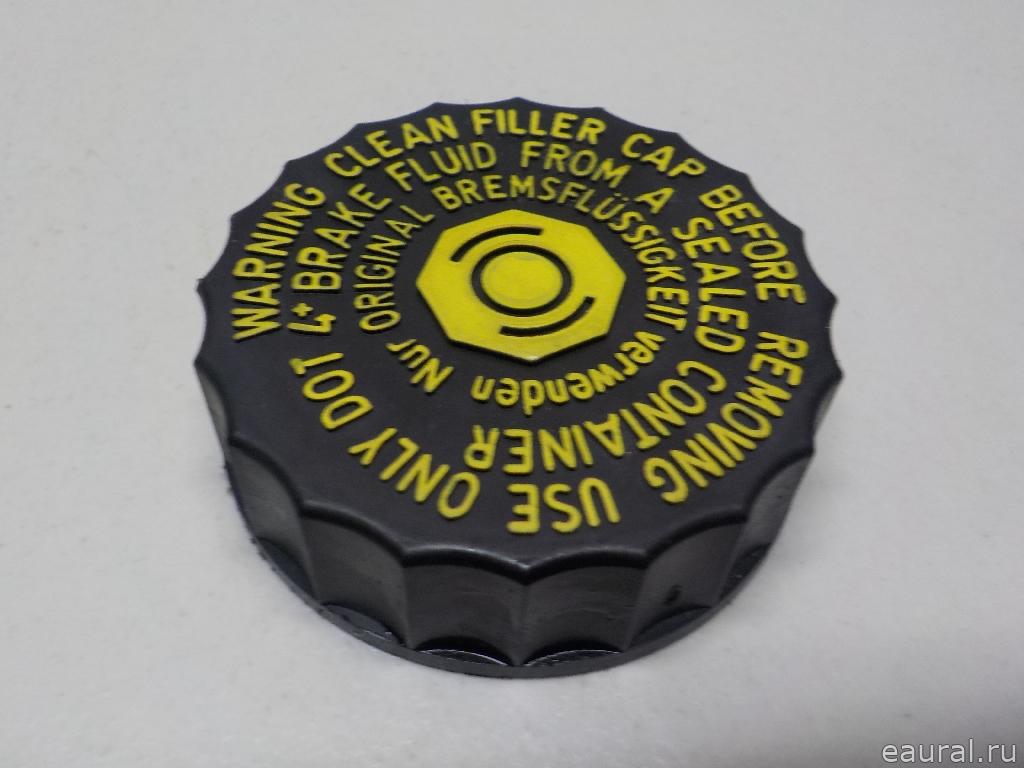 WARNING CLEAN FILLER CAP BEFORE REMOVING USE ONLY DOT
4+ BRAKE FLUID FROM A SEALED CONTAINER
Nur ORIGINAL BREMSFLÜSSIGKEIT verwenden
eaural.ru